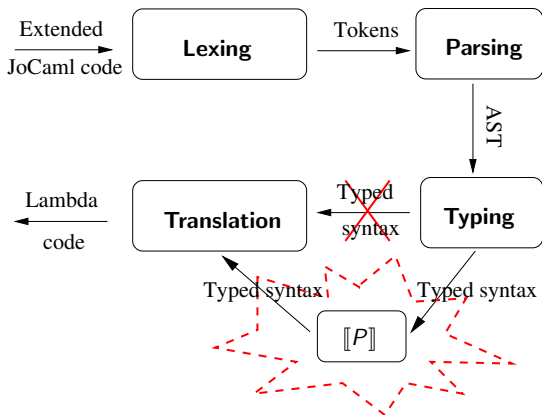 Extended
JoCaml code
Lexing
Tokens
Parsing
AST
Lambda
code
Translation
Typed
syntax
Typing
Typed syntax
Typed syntax
⟦P⟧